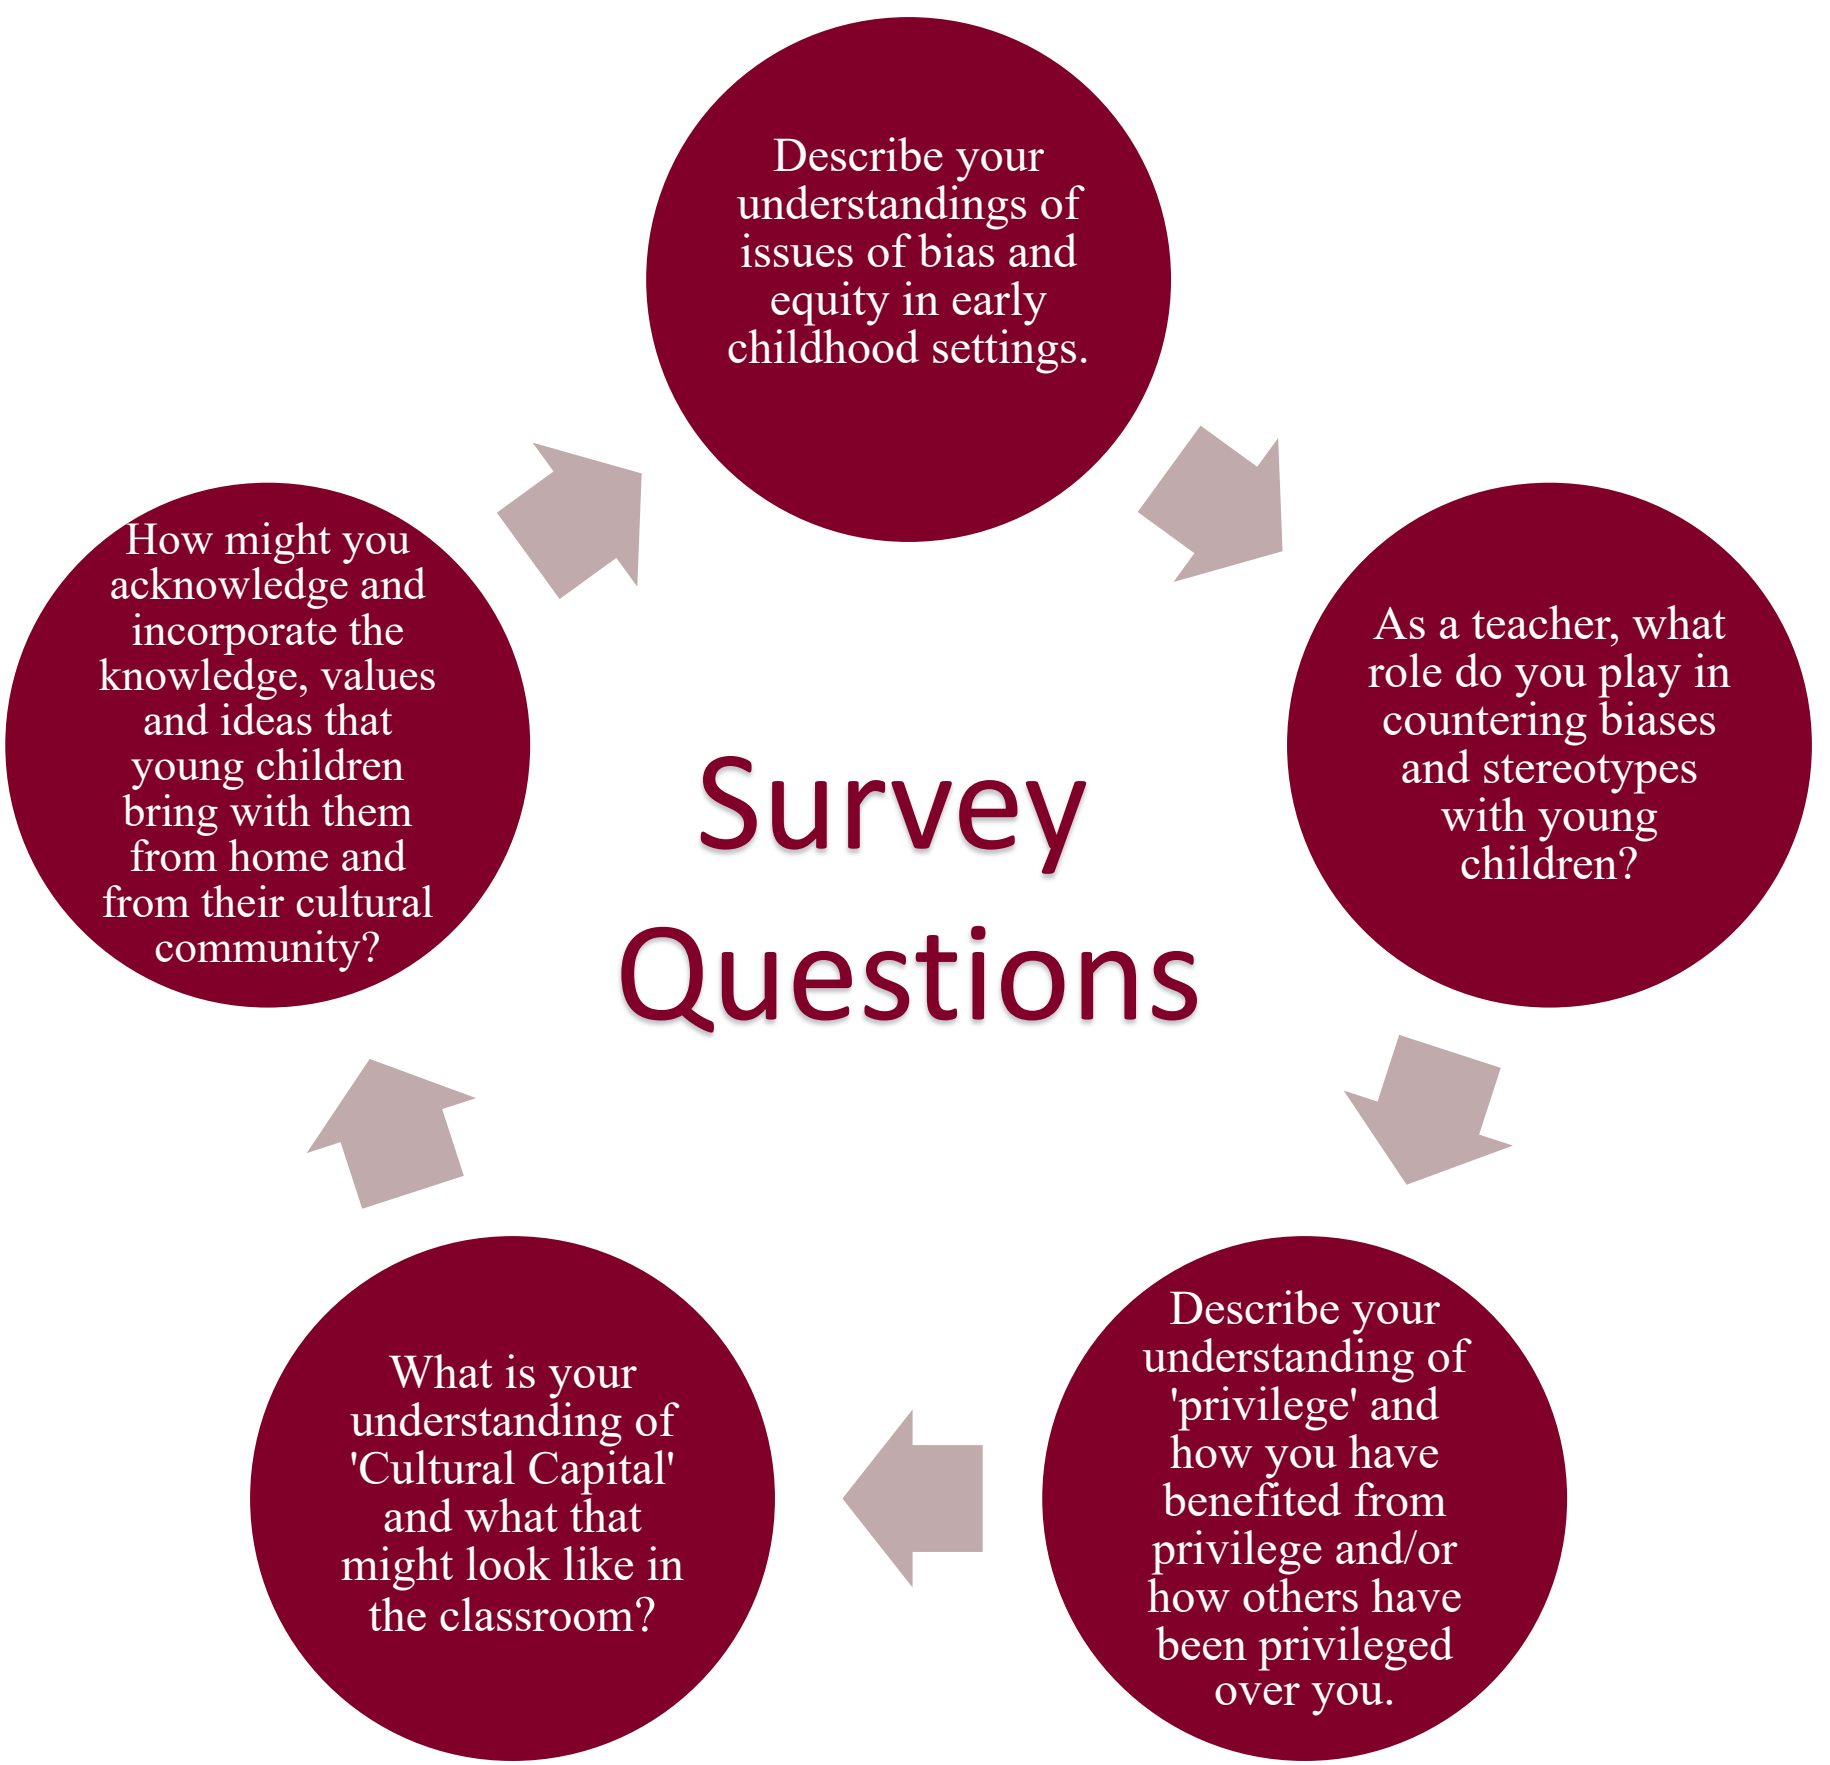 Describe your
understandings of
issues of bias and
equity in early
childhood settings.
As a teacher, what
role do you play in
countering biases
and stereotypes
with young
children?
Describe your
understanding of
'privilege' and
how you have
benefited from
privilege and/or
how others have
been privileged
over you.
What is your
understanding of
'Cultural Capital'
and what that
might look like in
the classroom?
How might you
acknowledge and
incorporate the
knowledge, values
and ideas that
young children
bring with them
from home and
from their cultural
community?
Survey
Questions